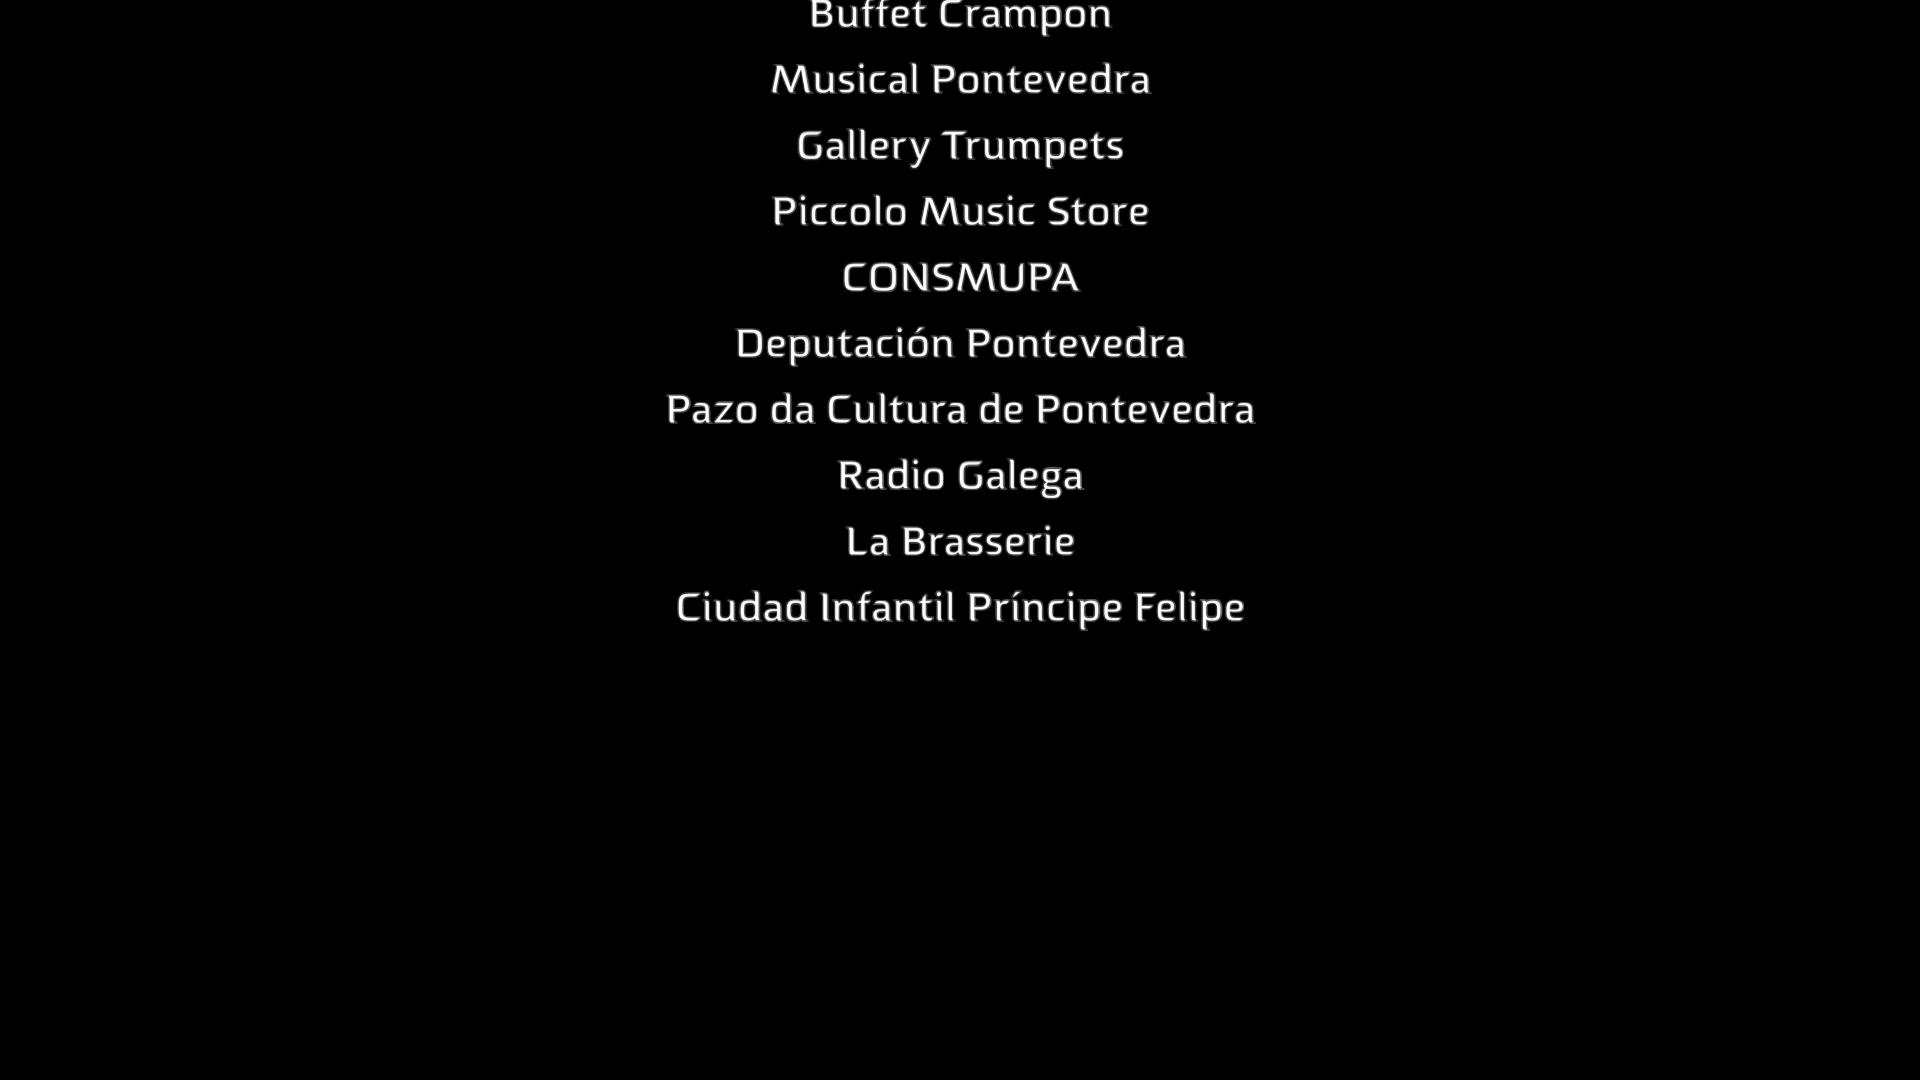 Buffet Crampon
Musical Pontevedra
Gallery Trumpets
Piccolo Music Store
CONSMUPA
Deputación Pontevedra
Pazo da Cultura de Pontevedra
Radio Galega
La Brasserie
Ciudad Infantil Príncipe Felipe